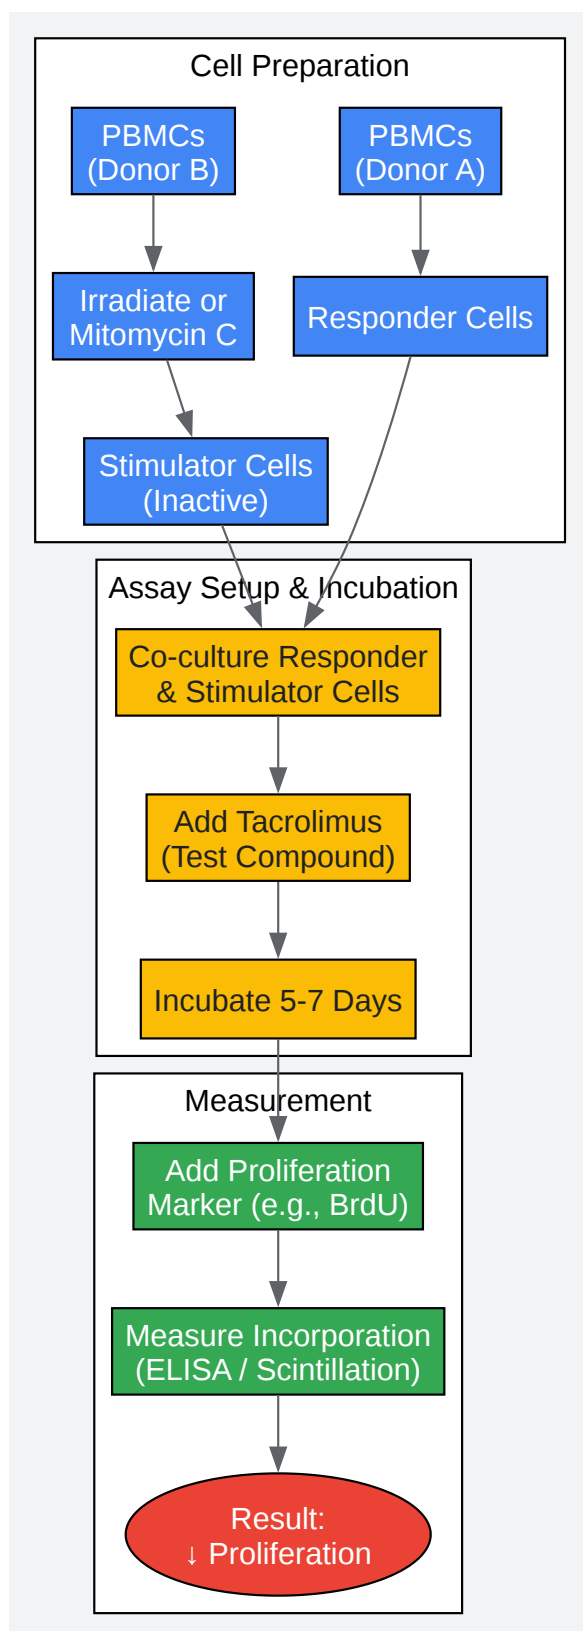 Cell Preparation
PBMCs
(Donor B)
PBMCs
(Donor A)
Irradiate or
Mitomycin C
Responder Cells
Stimulator Cells
(Inactive)
Assay Setup & Incubation
Co-culture Responder
& Stimulator Cells
Add Tacrolimus
(Test Compound)
Incubate 5-7 Days
Measurement
Add Proliferation
Marker (e.g., BrdU)
Measure Incorporation
(ELISA / Scintillation)
Result:
↓ Proliferation